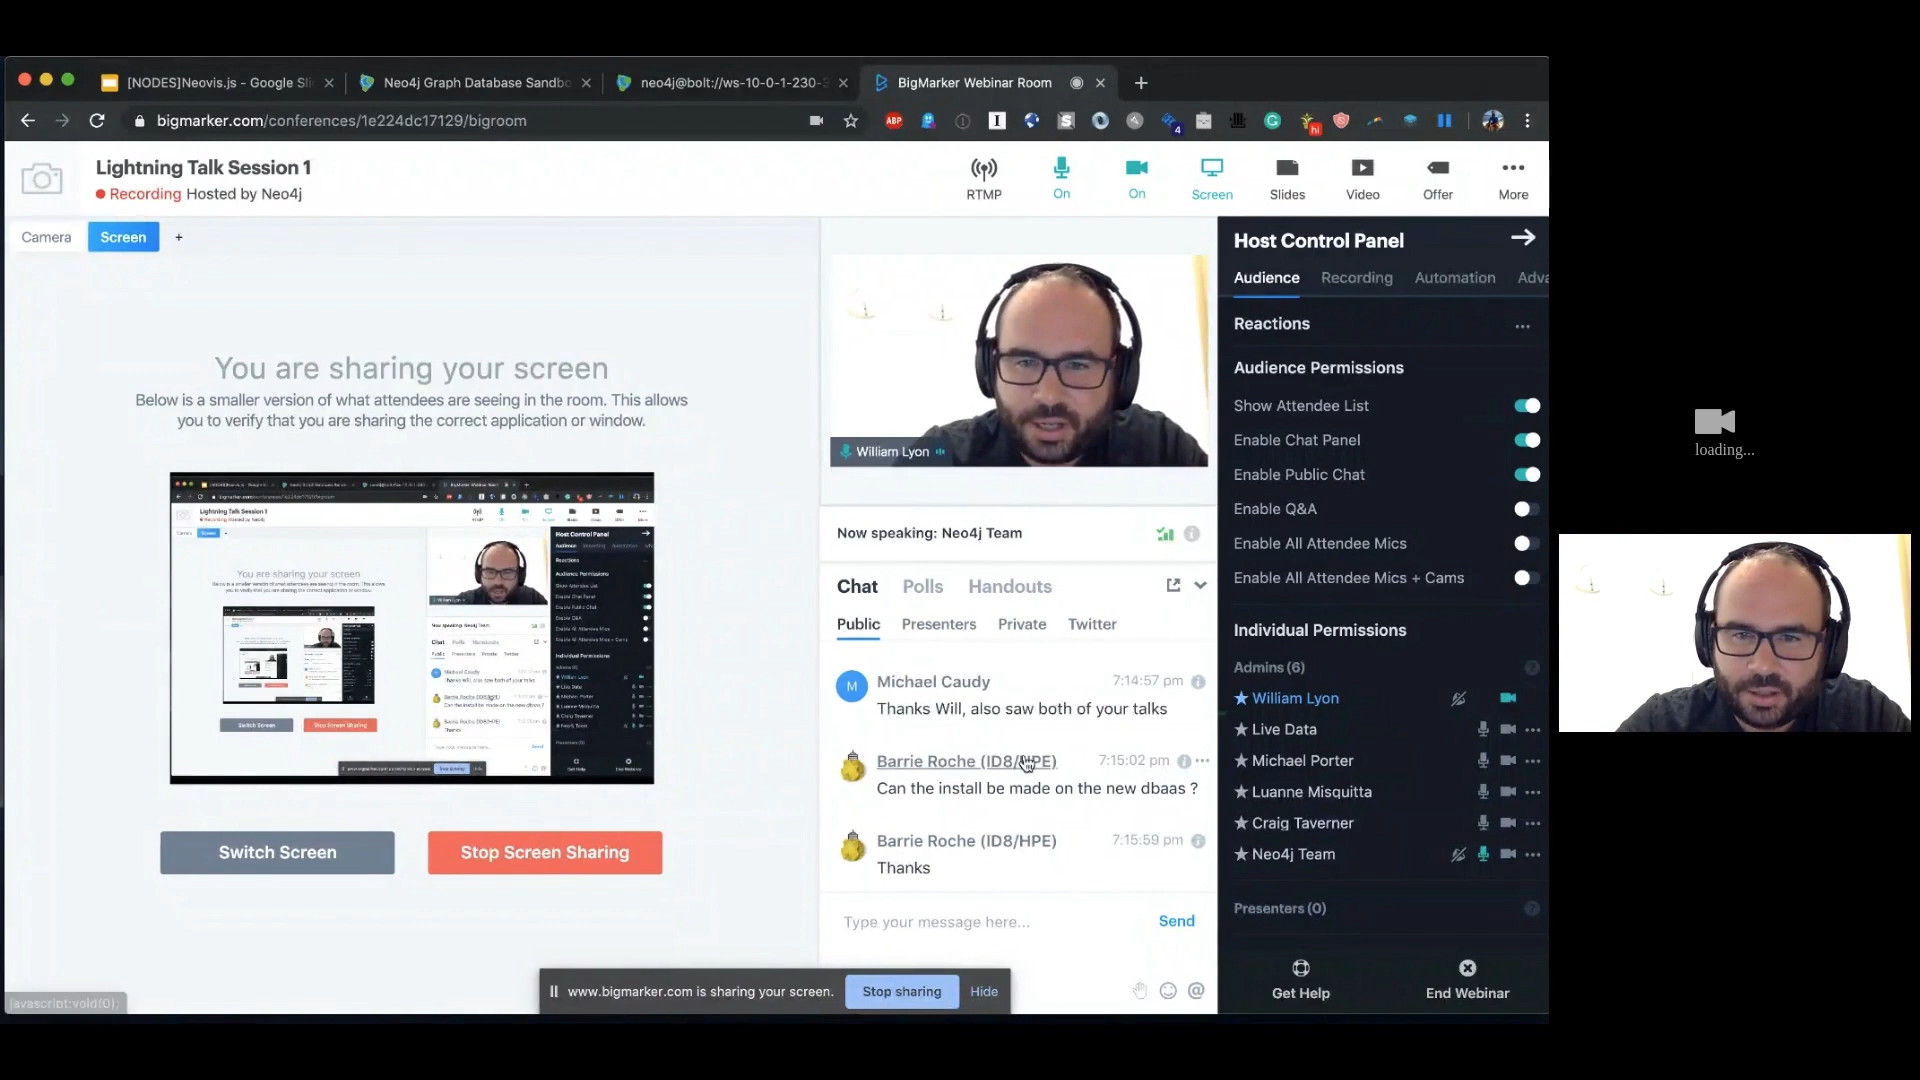 [NODES]Neovis.js - Google Sli
Neo4j Graph Database Sandbo
neo4j@bolt://ws-10-0-1-230-3
BigMarker Webinar Room
bigmarker.com/conferences/1e224dc17129/bigroom
ABP
4
hi
Lightning Talk Session 1
Recording Hosted by Neo4j
RTMP
On
On
Screen
Slides
Video
Offer
More
Camera
Screen
+
You are sharing your screen
Below is a smaller version of what attendees are seeing in the room. This allows
you to verify that you are sharing the correct application or window.
Switch Screen
Stop Screen Sharing
William Lyon
Now speaking: Neo4j Team
Chat
Polls
Handouts
Public
Presenters
Private
Twitter
M
Michael Caudy
7:14:57 pm
Thanks Will, also saw both of your talks
Barrie Roche (ID8/HPE)
7:15:02 pm
Can the install be made on the new dbaas ?
Barrie Roche (ID8/HPE)
7:15:59 pm
Thanks
Type your message here...
Send
Host Control Panel
Audience
Recording
Automation
Adva
Reactions
Audience Permissions
Show Attendee List
Enable Chat Panel
Enable Public Chat
Enable Q&A
Enable All Attendee Mics
Enable All Attendee Mics + Cams
Individual Permissions
Admins (6)
William Lyon
Live Data
Michael Porter
Luanne Misquitta
Craig Taverner
Neo4j Team
Presenters (0)
Get Help
End Webinar
www.bigmarker.com is sharing your screen.
Stop sharing
Hide
javascript:void(0);
loading...